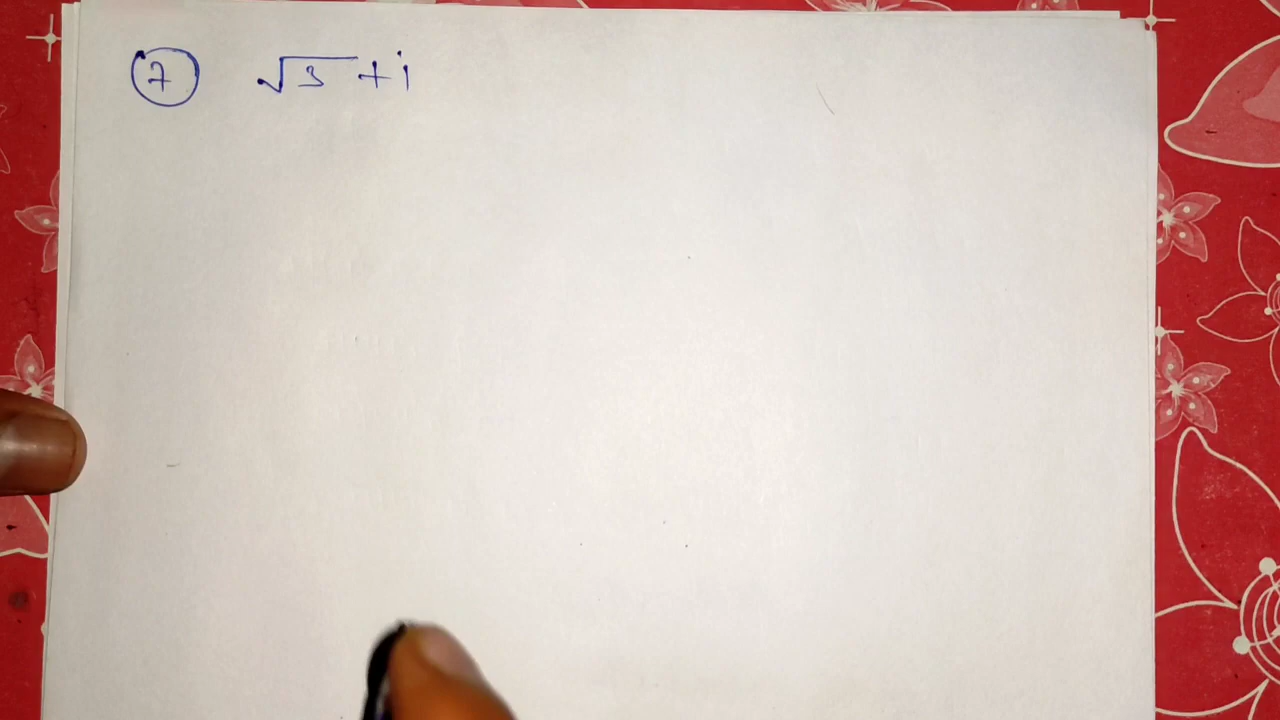 7 √3 + i